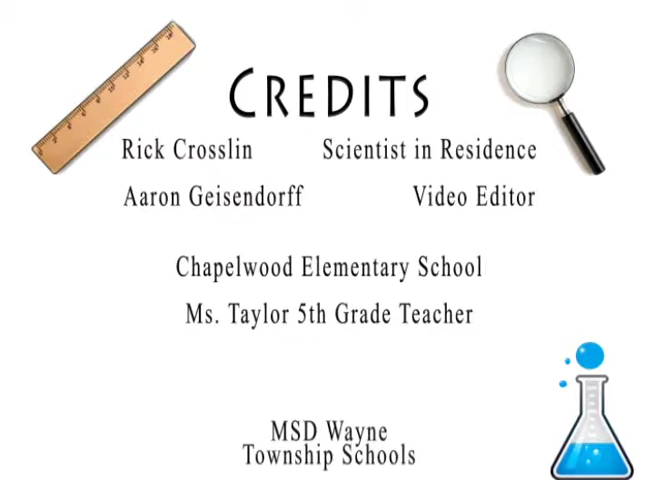 CREDITS
Rick Crosslin Scientist in Residence
Aaron Geisendorff Video Editor
Chapelwood Elementary School
Ms. Taylor 5th Grade Teacher
MSD Wayne
Township Schools